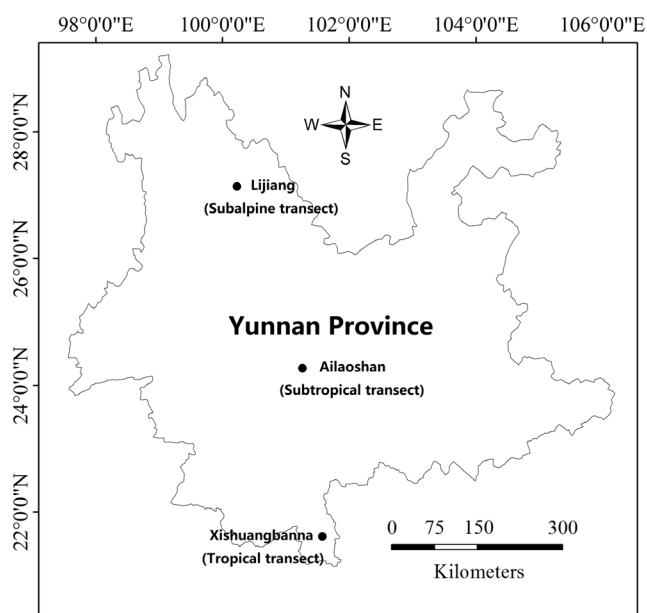 98°0'0"E 100°0'0"E 102°0'0"E 104°0'0"E 106°0'0"E
28°0'0"N
26°0'0"N
24°0'0"N
22°0'0"N
N
W E
S
Lijiang
(Subalpine transect)
Yunnan Province
Ailaoshan
(Subtropical transect)
Xishuangbanna
(Tropical transect)
0 75 150 300
Kilometers